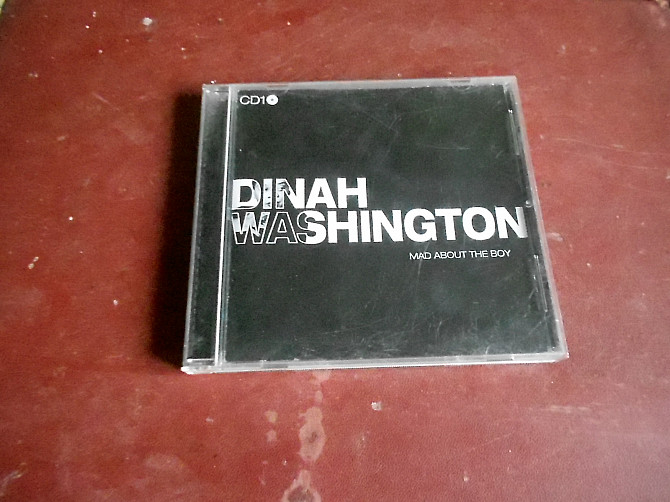 CD1
DINAH
WASHINGTON
MAD ABOUT THE BOY